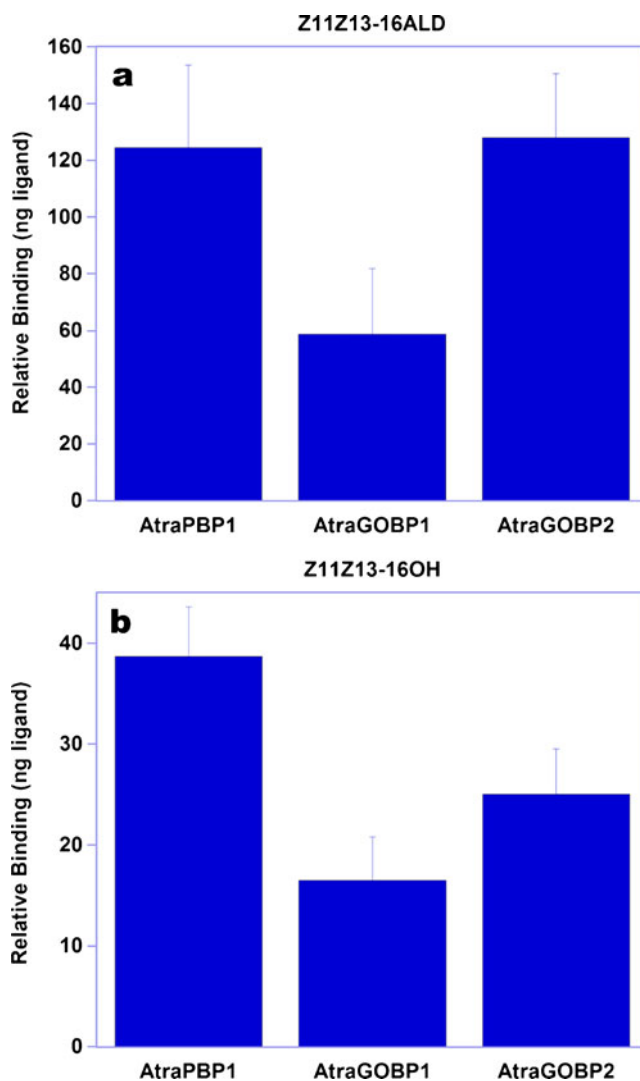 Z11Z13-16ALD
a
Relative Binding (ng ligand)
160
140
120
100
80
60
40
20
0
AtraPBP1 AtraGOBP1 AtraGOBP2
Z11Z13-16OH
b
Relative Binding (ng ligand)
40
30
20
10
0
AtraPBP1 AtraGOBP1 AtraGOBP2